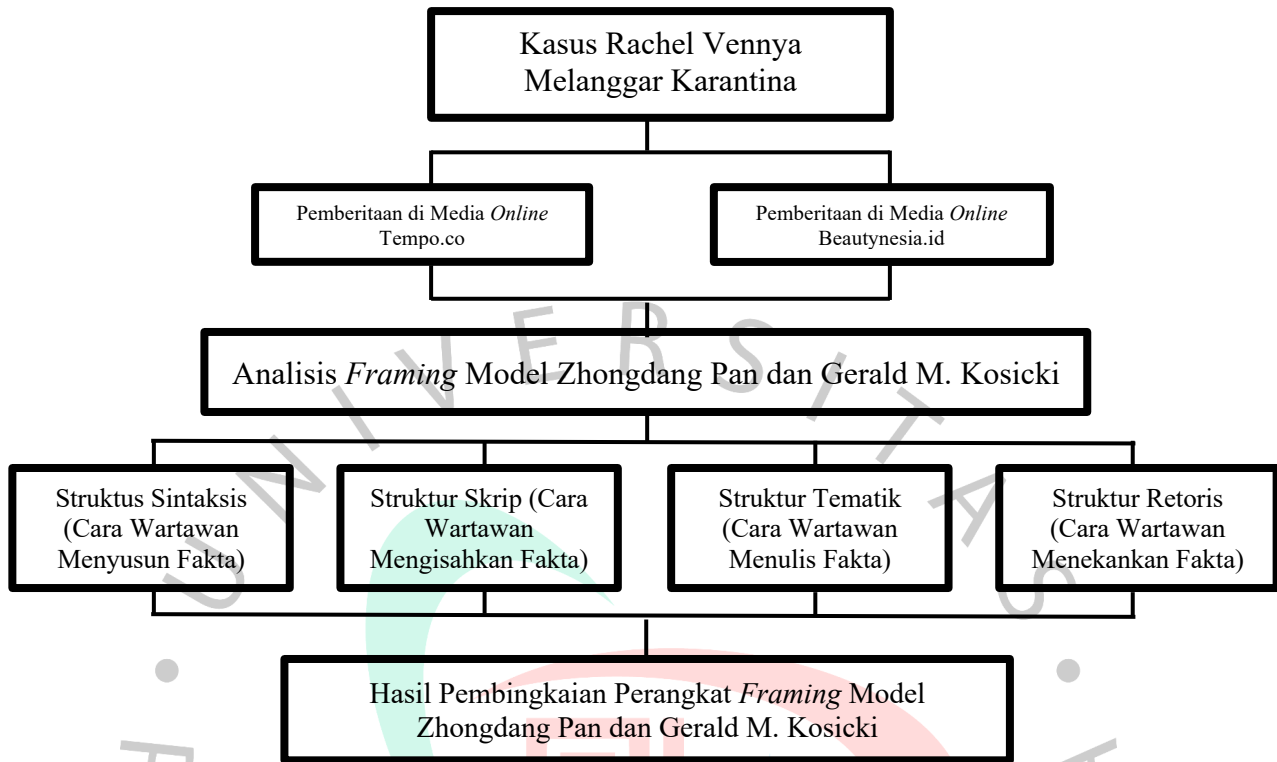 Kasus Rachel Vennya
Melanggar Karantina
Pemberitaan di Media Online
Tempo.co
Pemberitaan di Media Online
Beautynesia.id
Analisis Framing Model Zhongdang Pan dan Gerald M. Kosicki
Struktus Sintaksis
(Cara Wartawan
Menyusun Fakta)
Struktur Skrip (Cara
Wartawan
Mengisahkan Fakta)
Struktur Tematik
(Cara Wartawan
Menulis Fakta)
Struktur Retoris
(Cara Wartawan
Menekankan Fakta)
Hasil Pembingkaian Perangkat Framing Model
Zhongdang Pan dan Gerald M. Kosicki
UNIVERSITAS